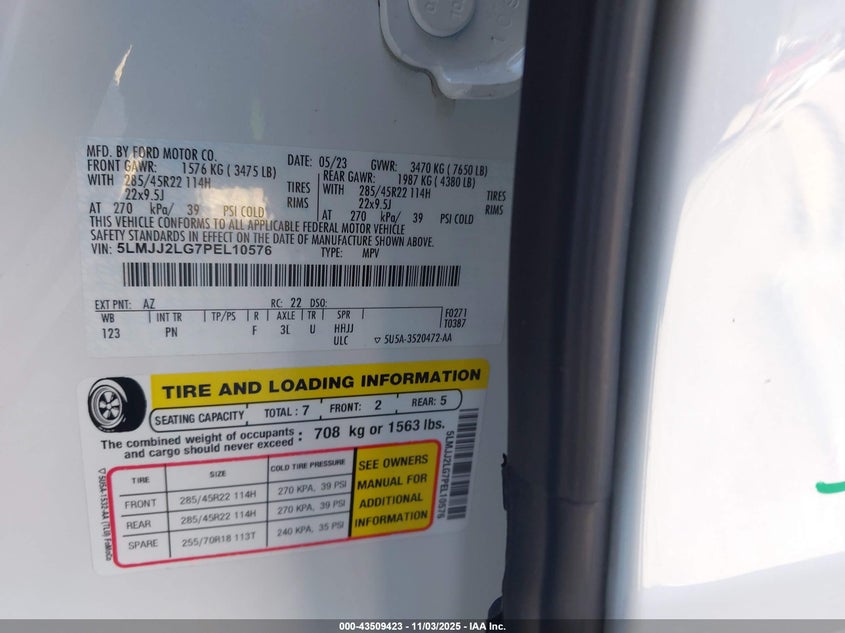 MFD. BY FORD MOTOR CO.
DATE: 05/23 GVWR: 3470 KG ( 7650 LB)
FRONT GAWR: 1576 KG ( 3475 LB)
WITH 285/45R22 114H TIRES
22x9.5J RIMS
AT 270 kPa/ 39 PSI COLD
REAR GAWR: 1987 KG ( 4380 LB)
WITH 285/45R22 114H TIRES
22x9.5J RIMS
AT 270 kPa/ 39 PSI COLD
THIS VEHICLE CONFORMS TO ALL APPLICABLE FEDERAL MOTOR VEHICLE
SAFETY STANDARDS IN EFFECT ON THE DATE OF MANUFACTURE SHOWN ABOVE.
VIN: 5LMJJ2LG7PEL10576 TYPE: MPV
EXT PNT: AZ RC: 22 DSO:
WB INT TR TP/PS R AXLE TR SPR F0271
123 PN F 3L U HHJJ T0387
ULC 5U5A-3520472-AA
TIRE AND LOADING INFORMATION
SEATING CAPACITY TOTAL : 7 FRONT: 2 REAR: 5
The combined weight of occupants : 708 kg or 1563 lbs.
and cargo should never exceed
TIRE SIZE COLD TIRE PRESSURE
FRONT 285/45R22 114H 270 KPA, 39 PSI
REAR 285/45R22 114H 270 KPA, 39 PSI
SPARE 255/70R18 113T 240 KPA, 35 PSI
SEE OWNERS
MANUAL FOR
ADDITIONAL
INFORMATION
5LMJJ2LG7PEL10576
5U5A-1532-AA (TLU) FoMoCo
000-43509423 - 11/03/2025 - IAA Inc.